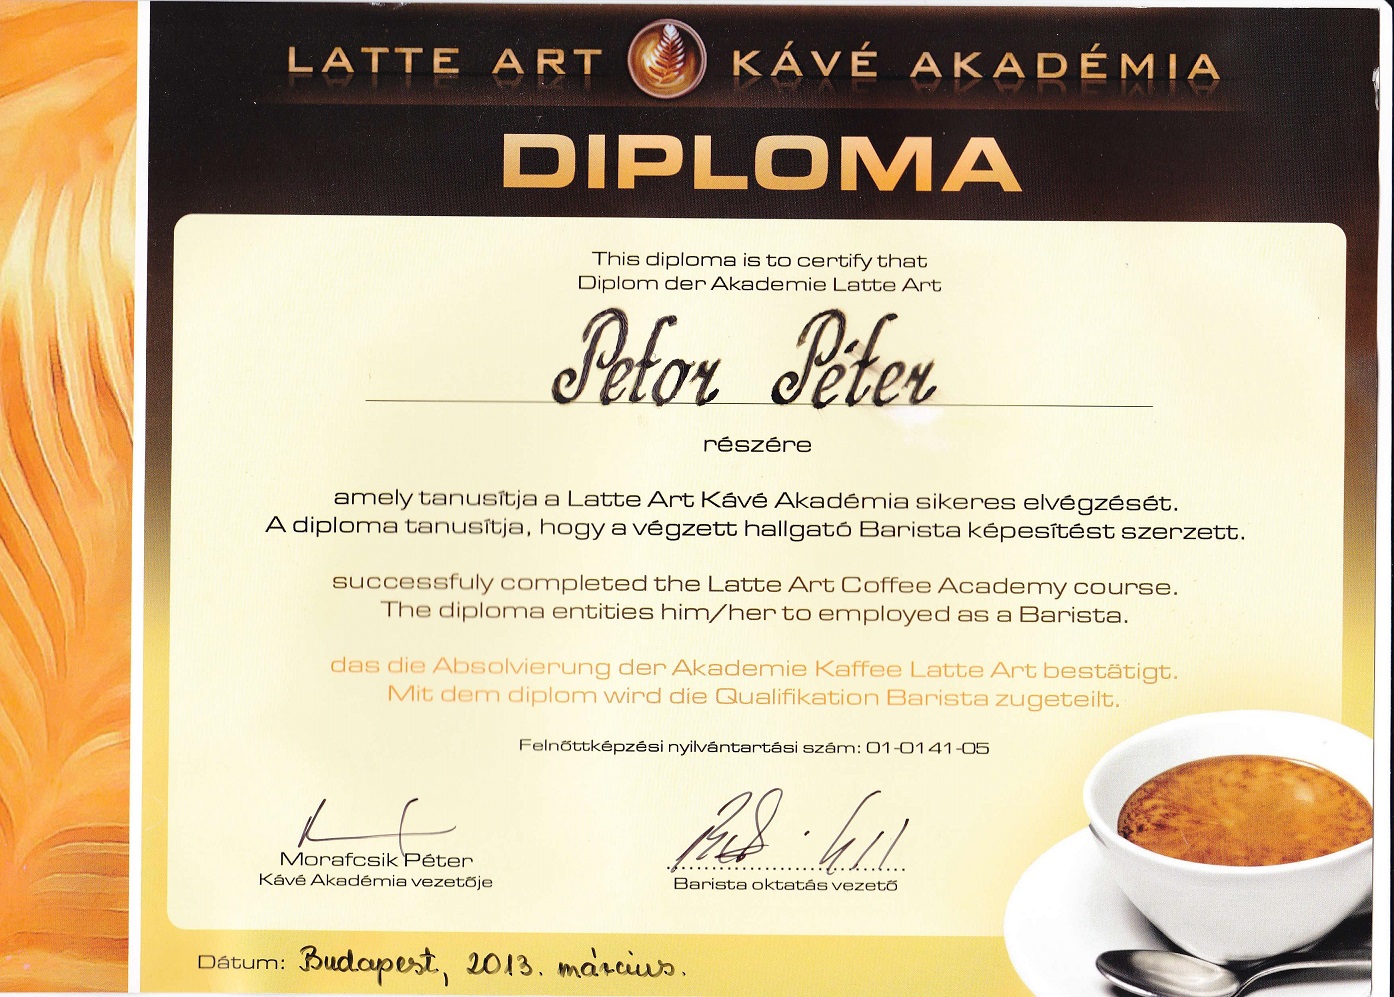 LATTE ART KÁVÉ AKADÉMIA
DIPLOMA
This diploma is to certify that
Diplom der Akademie Latte Art
Petor Péter
részére
amely tanusítja a Latte Art Kávé Akadémia sikeres elvégzését.
A diploma tanusítja, hogy a végzett hallgató Barista képesítést szerzett.
successfuly completed the Latte Art Coffee Academy course.
The diploma entities him/her to employed as a Barista.
das die Absolvierung der Akademie Kaffee Latte Art bestätigt.
Mit dem diplom wird die Qualifikation Barista zugeteilt.
Felnőttképzési nyilvántartási szám: 01-0141-05
Morafcsik Péter
Kávé Akadémia vezetője
Barista oktatás vezető
Dátum: Budapest, 2013. március.